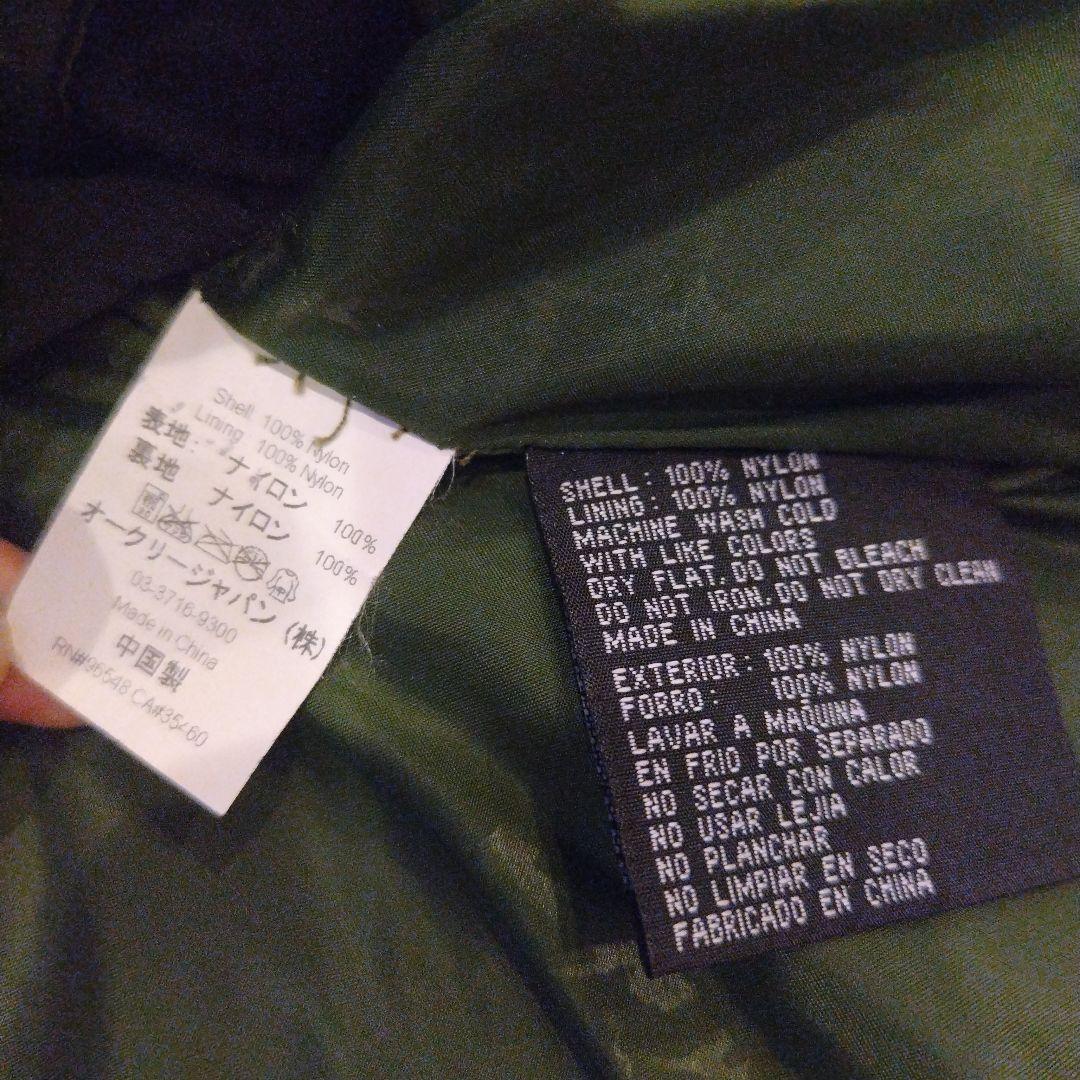 Shell 100% Nylon
表地: ナイロン 100%
Lining 100% Nylon
裏地 ナイロン 100%
オークリージャパン(株)
03-3716-9300
Made in China
中国製
RN#96548 CA#35460
SHELL: 100% NYLON
LINING: 100% NYLON
MACHINE WASH COLD
WITH LIKE COLORS
DRY FLAT.DO NOT BLEACH
DO NOT IRON.DO NOT DRY CLEAN
MADE IN CHINA
EXTERIOR: 100% NYLON
FORRO: 100% NYLON
LAVAR A MAQUINA
EN FRIO POR SEPARADO
NO SECAR CON CALOR
NO USAR LEJIA
NO PLANCHAR
NO LIMPIAR EN SECO
FABRICADO EN CHINA